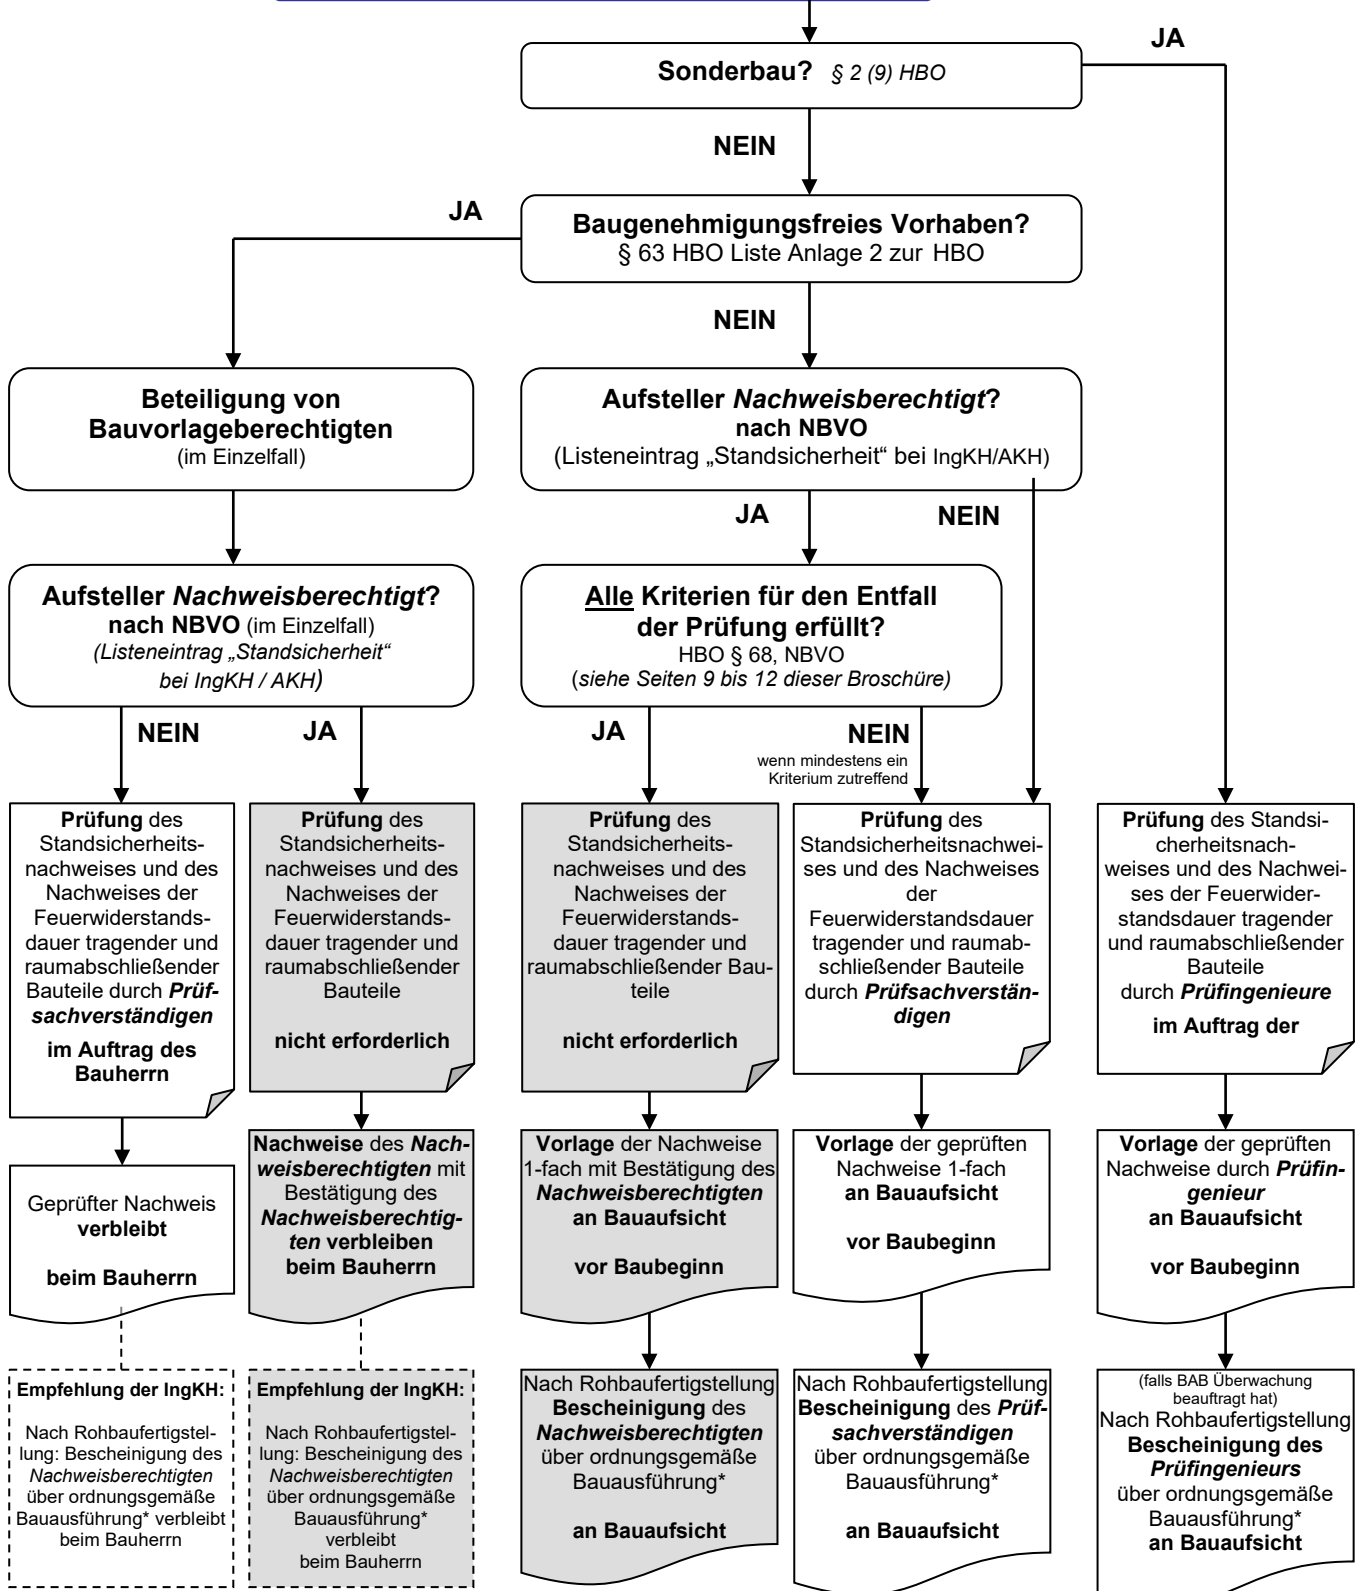 JA
Sonderbau? § 2 (9) HBO
NEIN
JA
Baugenehmigungsfreies Vorhaben?
§ 63 HBO Liste Anlage 2 zur HBO
NEIN
Beteiligung von
Bauvorlageberechtigten
(im Einzelfall)
Aufsteller Nachweisberechtigt?
nach NBVO
(Listeneintrag „Standsicherheit“ bei IngKH/AKH)
JA
NEIN
Aufsteller Nachweisberechtigt?
nach NBVO (im Einzelfall)
(Listeneintrag „Standsicherheit“
bei IngKH / AKH)
Alle Kriterien für den Entfall
der Prüfung erfüllt?
HBO § 68, NBVO
(siehe Seiten 9 bis 12 dieser Broschüre)
NEIN
JA
JA
NEIN
wenn mindestens ein
Kriterium zutreffend
Prüfung des
Standsicherheits-
nachweises und des
Nachweises der
Feuerwiderstands-
dauer tragender und
raumabschließender
Bauteile durch Prüf-
sachverständigen
im Auftrag des
Bauherrn
Prüfung des
Standsicherheits-
nachweises und des
Nachweises der
Feuerwiderstands-
dauer tragender und
raumabschließender
Bauteile
nicht erforderlich
Prüfung des
Standsicherheits-
nachweises und des
Nachweises der
Feuerwiderstands-
dauer tragender und
raumabschließender Bau-
teile
nicht erforderlich
Prüfung des
Standsicherheitsnachwei-
ses und des Nachweises
der
Feuerwiderstandsdauer
tragender und raumab-
schließender Bauteile
durch Prüfsachverstän-
digen
Prüfung des Standsi-
cherheitsnach-
weises und des Nachwei-
ses der Feuerwider-
standsdauer tragender
und raumabschließender
Bauteile
durch Prüfingenieure
im Auftrag der
Geprüfter Nachweis
verbleibt
beim Bauherrn
Nachweise des Nach-
weisberechtigten mit
Bestätigung des
Nachweisberechtig-
ten verbleiben
beim Bauherrn
Vorlage der Nachweise
1-fach mit Bestätigung des
Nachweisberechtigten
an Bauaufsicht
vor Baubeginn
Vorlage der geprüften
Nachweise 1-fach
an Bauaufsicht
vor Baubeginn
Vorlage der geprüften
Nachweise durch Prüfin-
genieur
an Bauaufsicht
vor Baubeginn
Empfehlung der IngKH:
Nach Rohbaufertigstel-
lung: Bescheinigung des
Nachweisberechtigten
über ordnungsgemäße
Bauausführung* verbleibt
beim Bauherrn
Empfehlung der IngKH:
Nach Rohbaufertigstel-
lung: Bescheinigung des
Nachweisberechtigten
über ordnungsgemäße
Bauausführung*
verbleibt
beim Bauherrn
Nach Rohbaufertigstellung
Bescheinigung des
Nachweisberechtigten
über ordnungsgemäße
Bauausführung*
an Bauaufsicht
Nach Rohbaufertigstellung
Bescheinigung des Prüf-
sachverständigen
über ordnungsgemäße
Bauausführung*
an Bauaufsicht
(falls BAB Überwachung
beauftragt hat)
Nach Rohbaufertigstellung
Bescheinigung des
Prüfingenieurs
über ordnungsgemäße
Bauausführung*
an Bauaufsicht